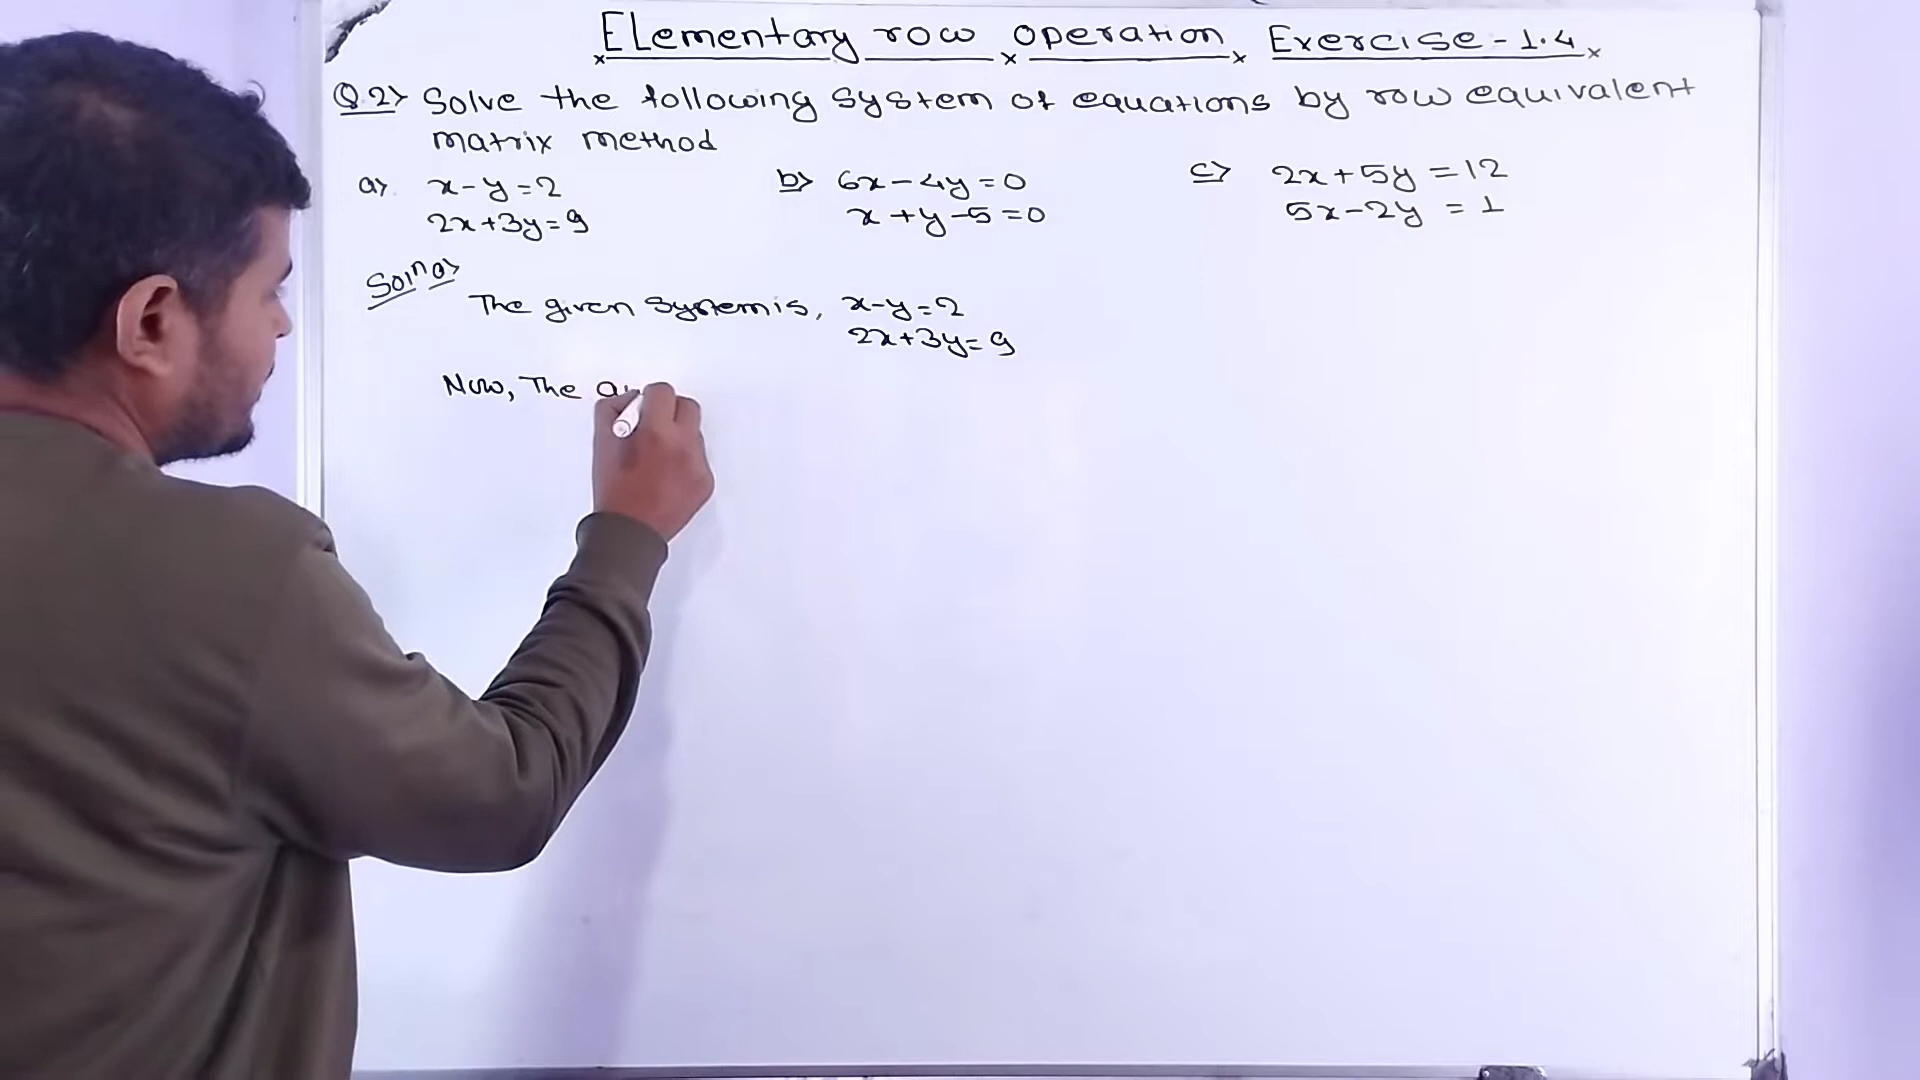 Elementary row operation Exercise - 1.4
Q.2> Solve the following system of equations by row equivalent
matrix method
a> x-y=2
2x+3y=9
b> 6x-4y=0
x+y-5=0
c> 2x+5y=12
5x-2y=1
Solⁿ a>
The given system is, x-y=2
2x+3y=9
Now, The